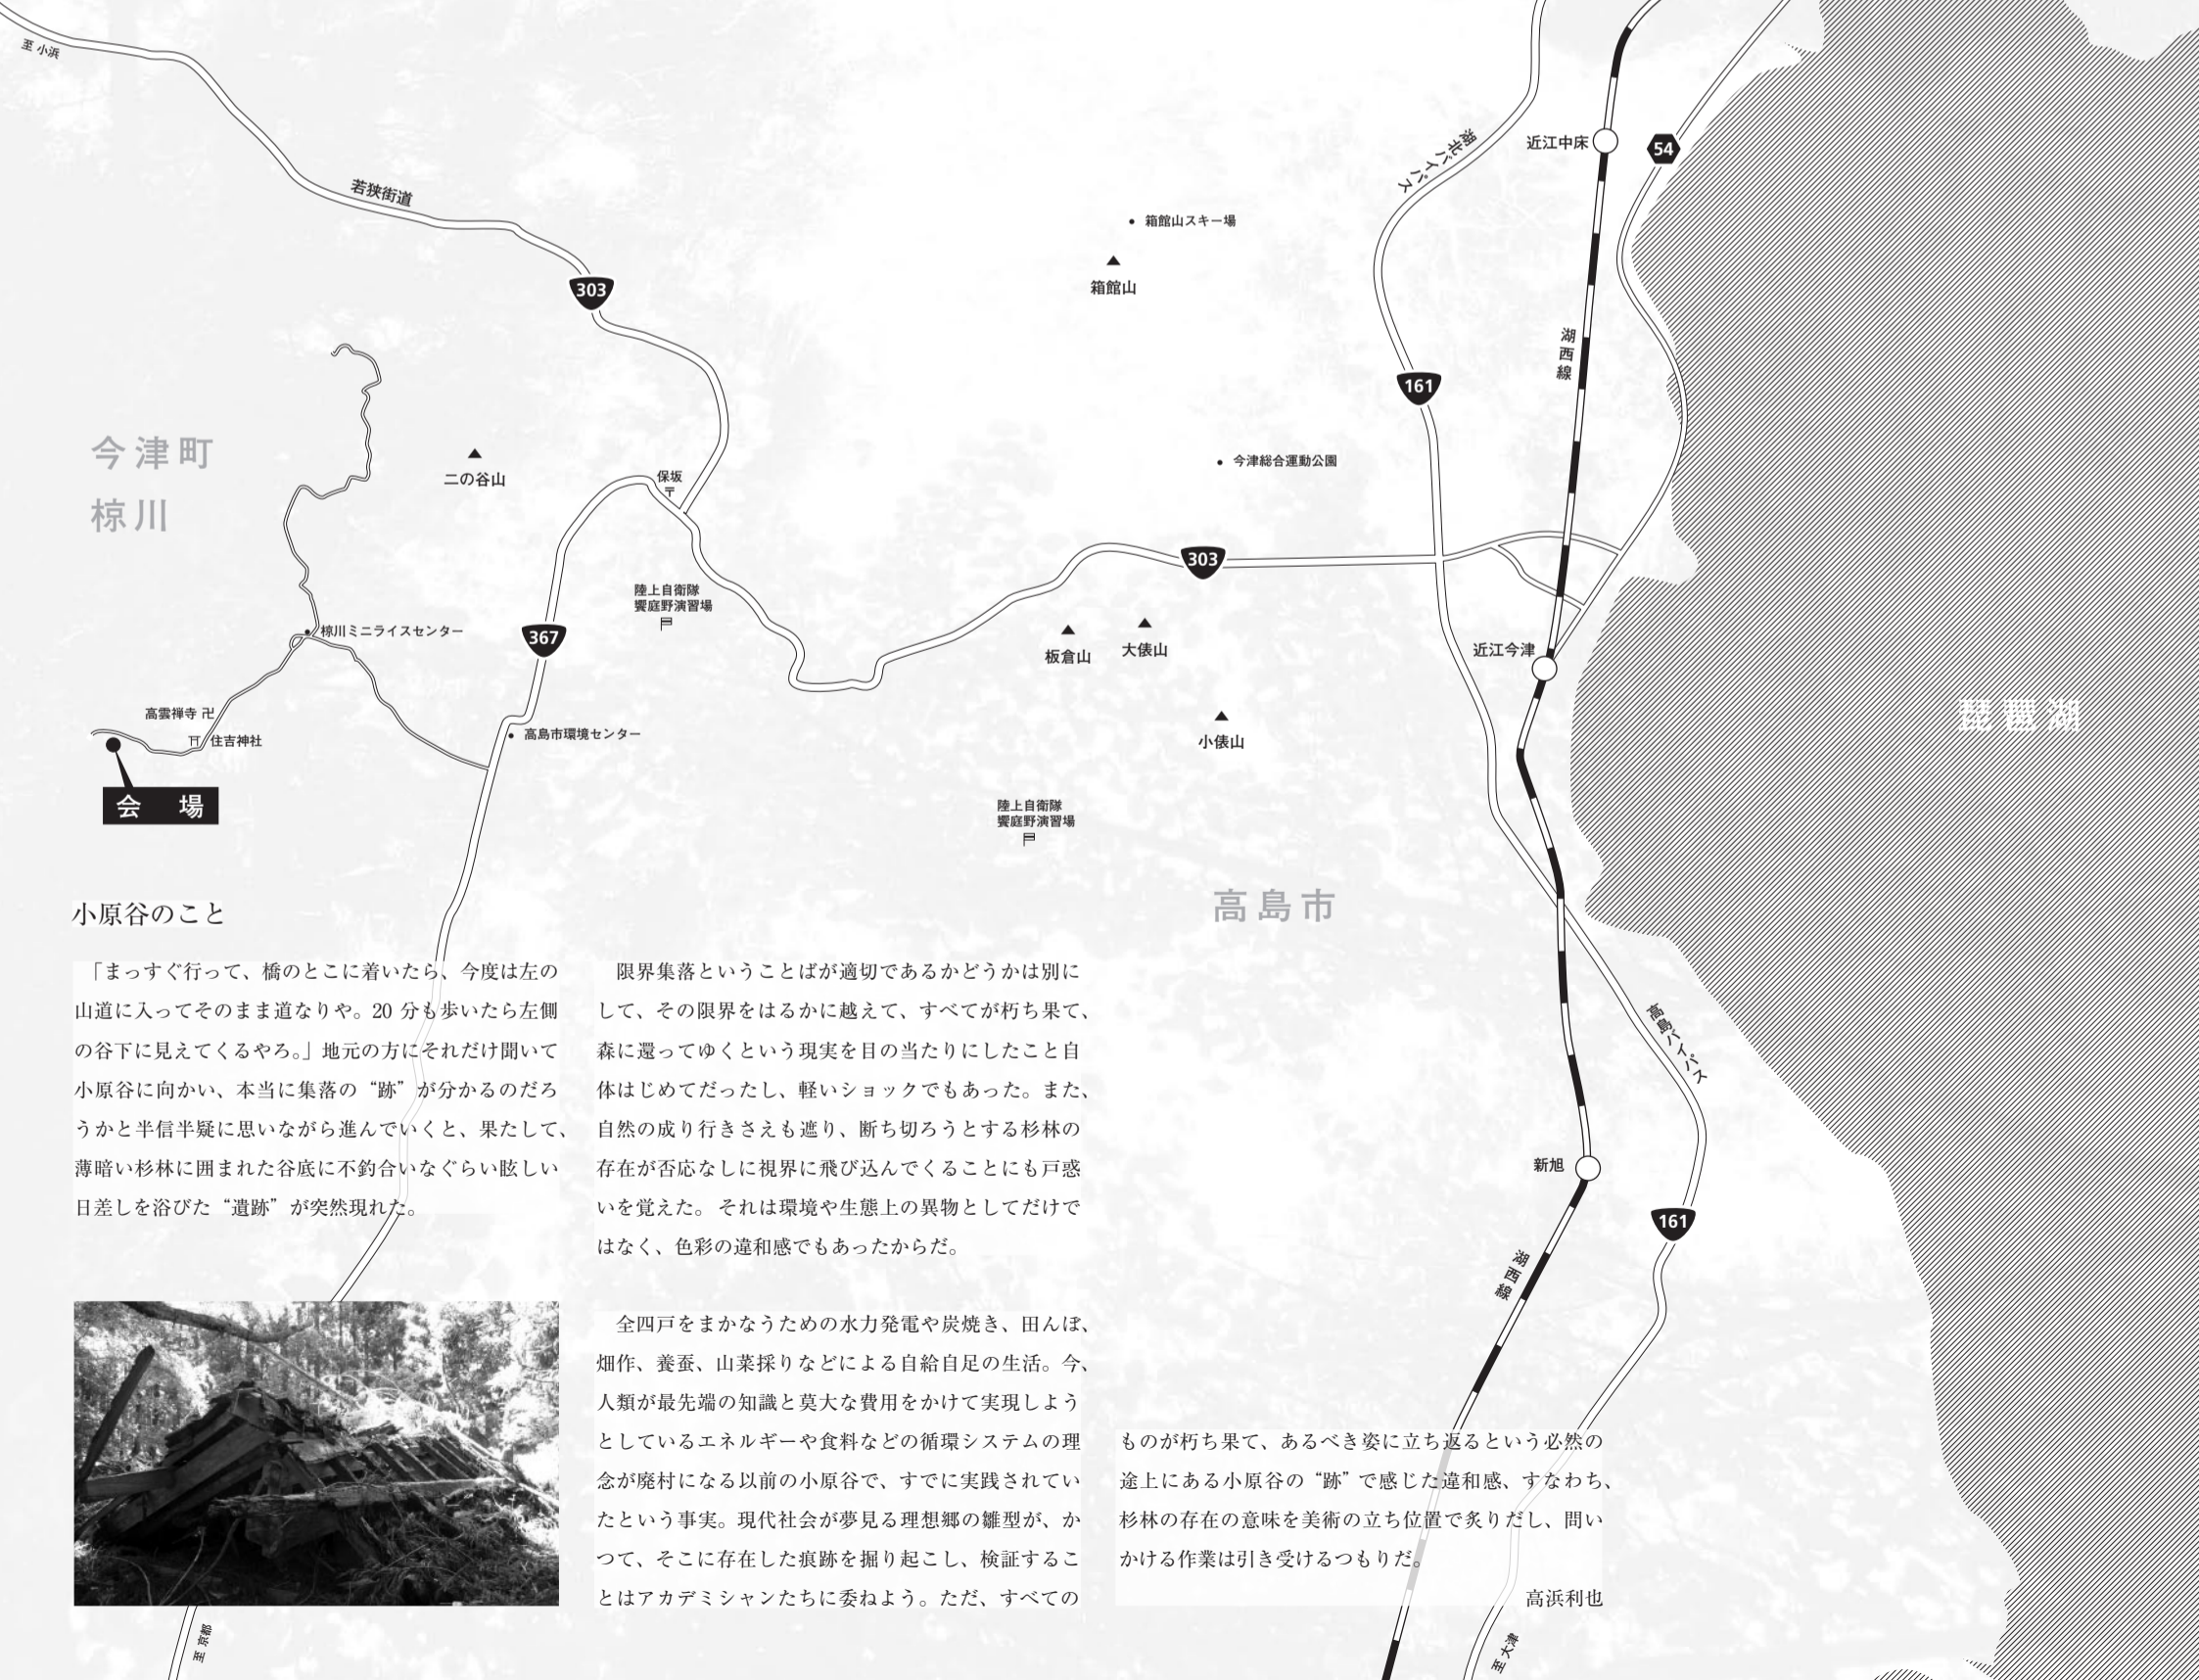 至 小浜
若狭街道
303
湖北バイパス
近江中床
54
箱館山スキー場
箱館山
湖西線
161
今津町
椋川
二の谷山
保坂
今津総合運動公園
303
陸上自衛隊
饗庭野演習場
367
椋川ミニライスセンター
板倉山
大俵山
近江今津
高雲禅寺 卍
住吉神社
高島市環境センター
小俵山
琵琶湖
会 場
陸上自衛隊
饗庭野演習場
高島市
高島バイパス
新旭
161
湖西線
小原谷のこと
「まっすぐ行って、橋のとこに着いたら、今度は左の
山道に入ってそのまま道なりや。20 分も歩いたら左側
の谷下に見えてくるやろ。」地元の方にそれだけ聞いて
小原谷に向かい、本当に集落の“跡”が分かるのだろ
うかと半信半疑に思いながら進んでいくと、果たして、
薄暗い杉林に囲まれた谷底に不釣合いなぐらい眩しい
日差しを浴びた“遺跡”が突然現れた。
限界集落ということばが適切であるかどうかは別に
して、その限界をはるかに越えて、すべてが朽ち果て、
森に還ってゆくという現実を目の当たりにしたこと自
体はじめてだったし、軽いショックでもあった。また、
自然の成り行きさえも遮り、断ち切ろうとする杉林の
存在が否応なしに視界に飛び込んでくることにも戸惑
いを覚えた。それは環境や生態上の異物としてだけで
はなく、色彩の違和感でもあったからだ。
全四戸をまかなうための水力発電や炭焼き、田んぼ、
畑作、養蚕、山菜採りなどによる自給自足の生活。今、
人類が最先端の知識と莫大な費用をかけて実現しよう
としているエネルギーや食料などの循環システムの理
念が廃村になる以前の小原谷で、すでに実践されてい
たという事実。現代社会が夢見る理想郷の雛型が、か
つて、そこに存在した痕跡を掘り起こし、検証するこ
とはアカデミシャンたちに委ねよう。ただ、すべての
ものが朽ち果て、あるべき姿に立ち返るという必然の
途上にある小原谷の“跡”で感じた違和感、すなわち、
杉林の存在の意味を美術の立ち位置で炙りだし、問い
かける作業は引き受けるつもりだ。
高浜利也
至 京都
至 大津